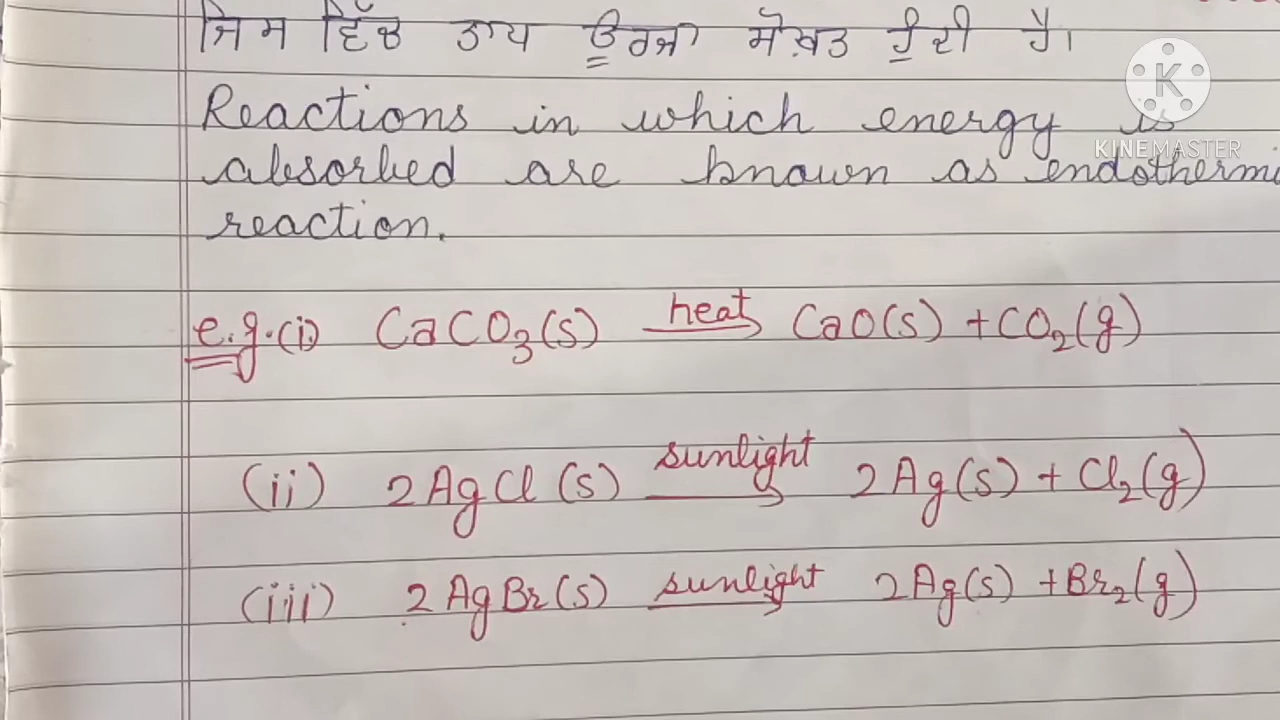 ਜਿਸ ਵਿੱਚ ਤਾਪ ਊਰਜਾ ਸੋਖ਼ਤ ਹੁੰਦੀ ਹੈ।
Reactions in which energy is
absorbed are known as endothermi
reaction.
e.g.(i) CaCO₃(s) heat→ CaO(s) + CO₂(g)
(ii) 2AgCl(s) sunlight→ 2Ag(s) + Cl₂(g)
(iii) 2AgBr(s) sunlight→ 2Ag(s) + Br₂(g)
K
KINEMASTER